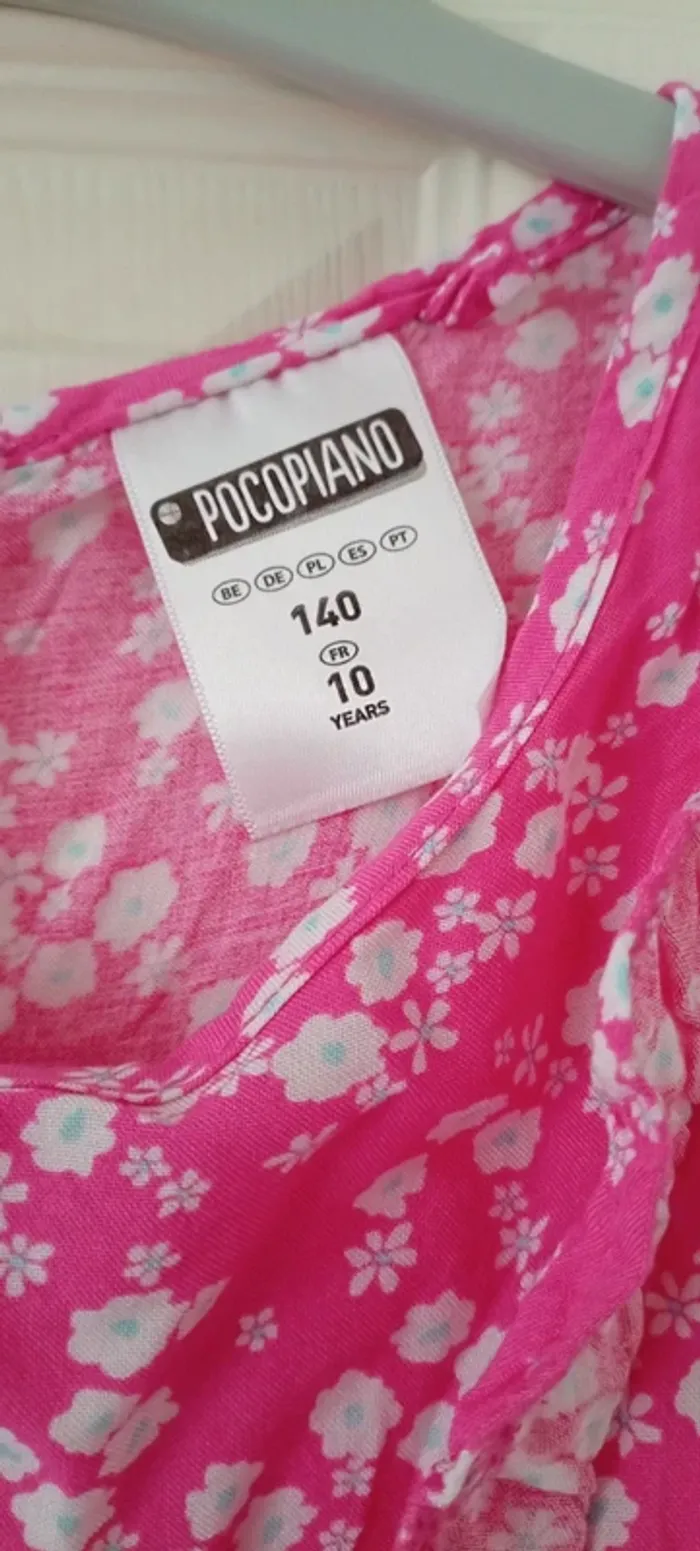 POCOPIANO
BE DE PL ES PT
140
FR
10
YEARS